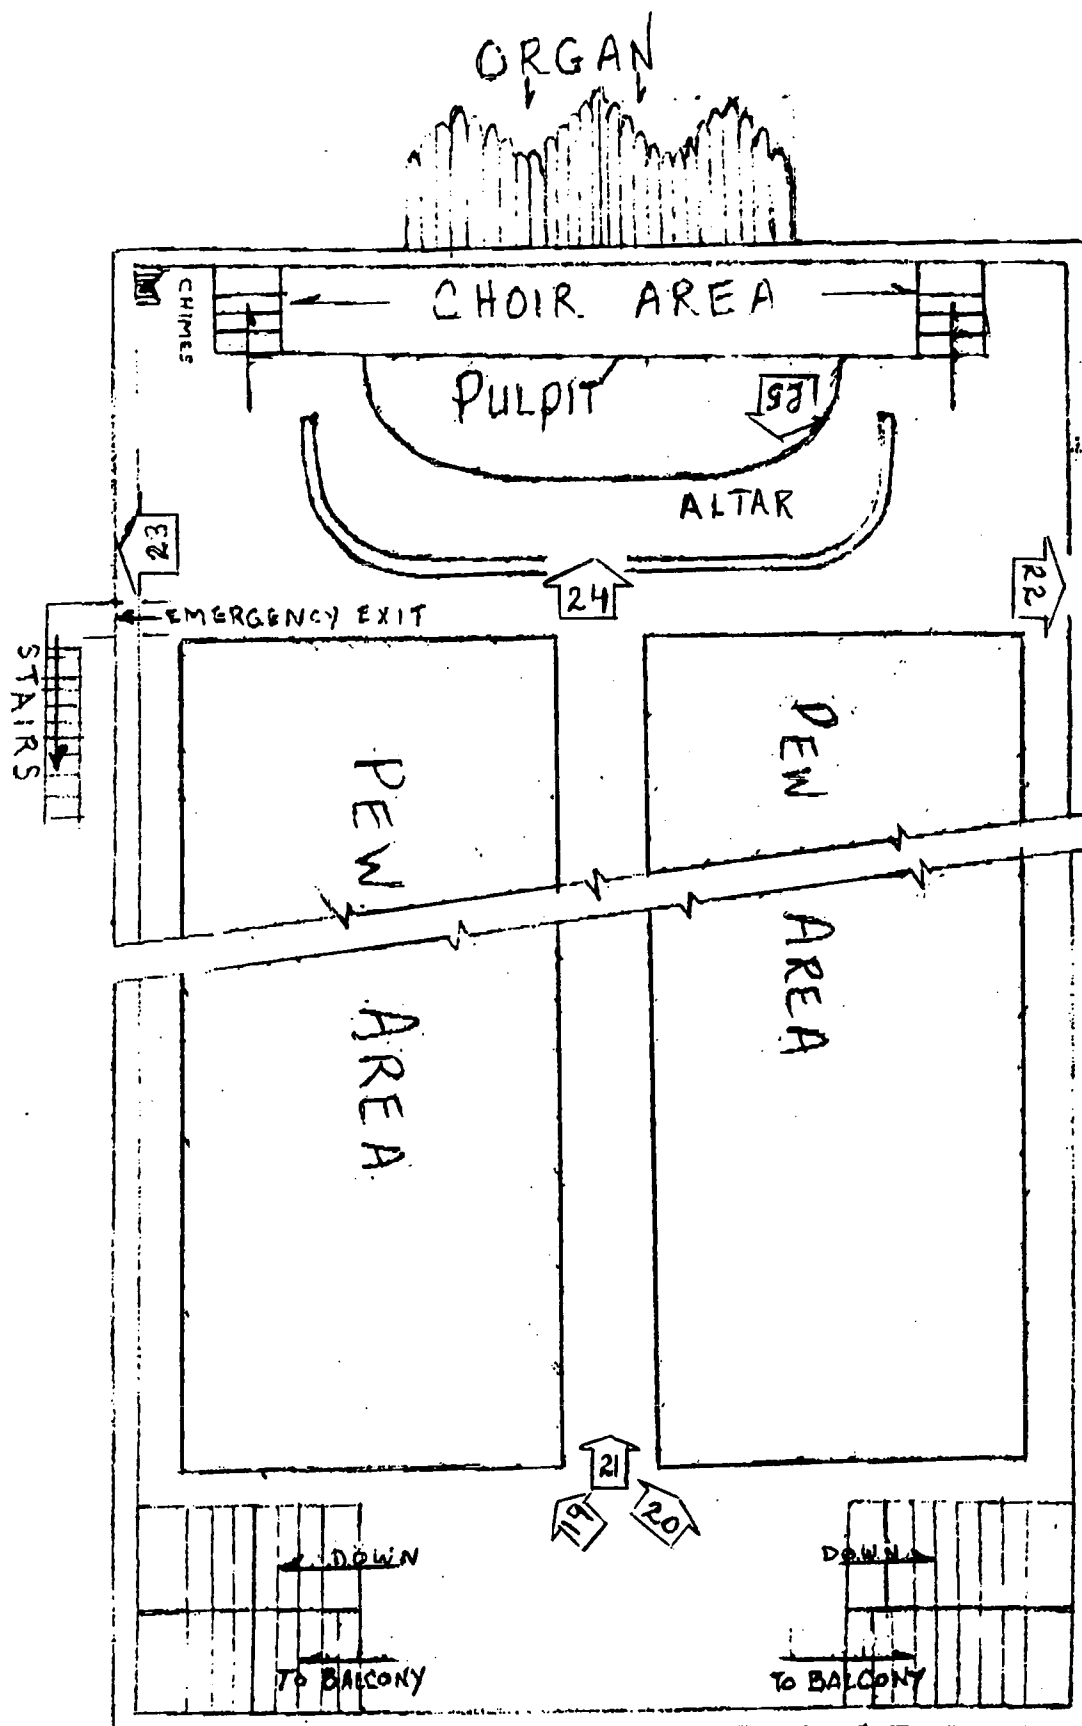 ORGAN
CHOIR AREA
CHIMES
PULPIT
25
ALTAR
23
24
22
EMERGENCY EXIT
STAIRS
PEW AREA
PEW AREA
21
19
20
DOWN
DOWN
TO BALCONY
TO BALCONY